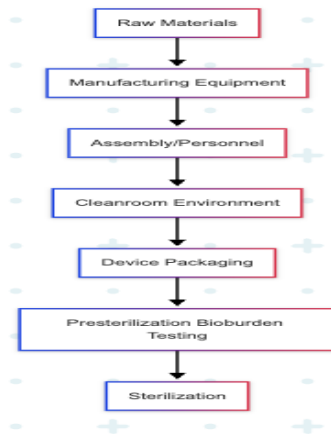 Raw Materials
Manufacturing Equipment
Assembly/Personnel
Cleanroom Environment
Device Packaging
Presterilization Bioburden
Testing
Sterilization